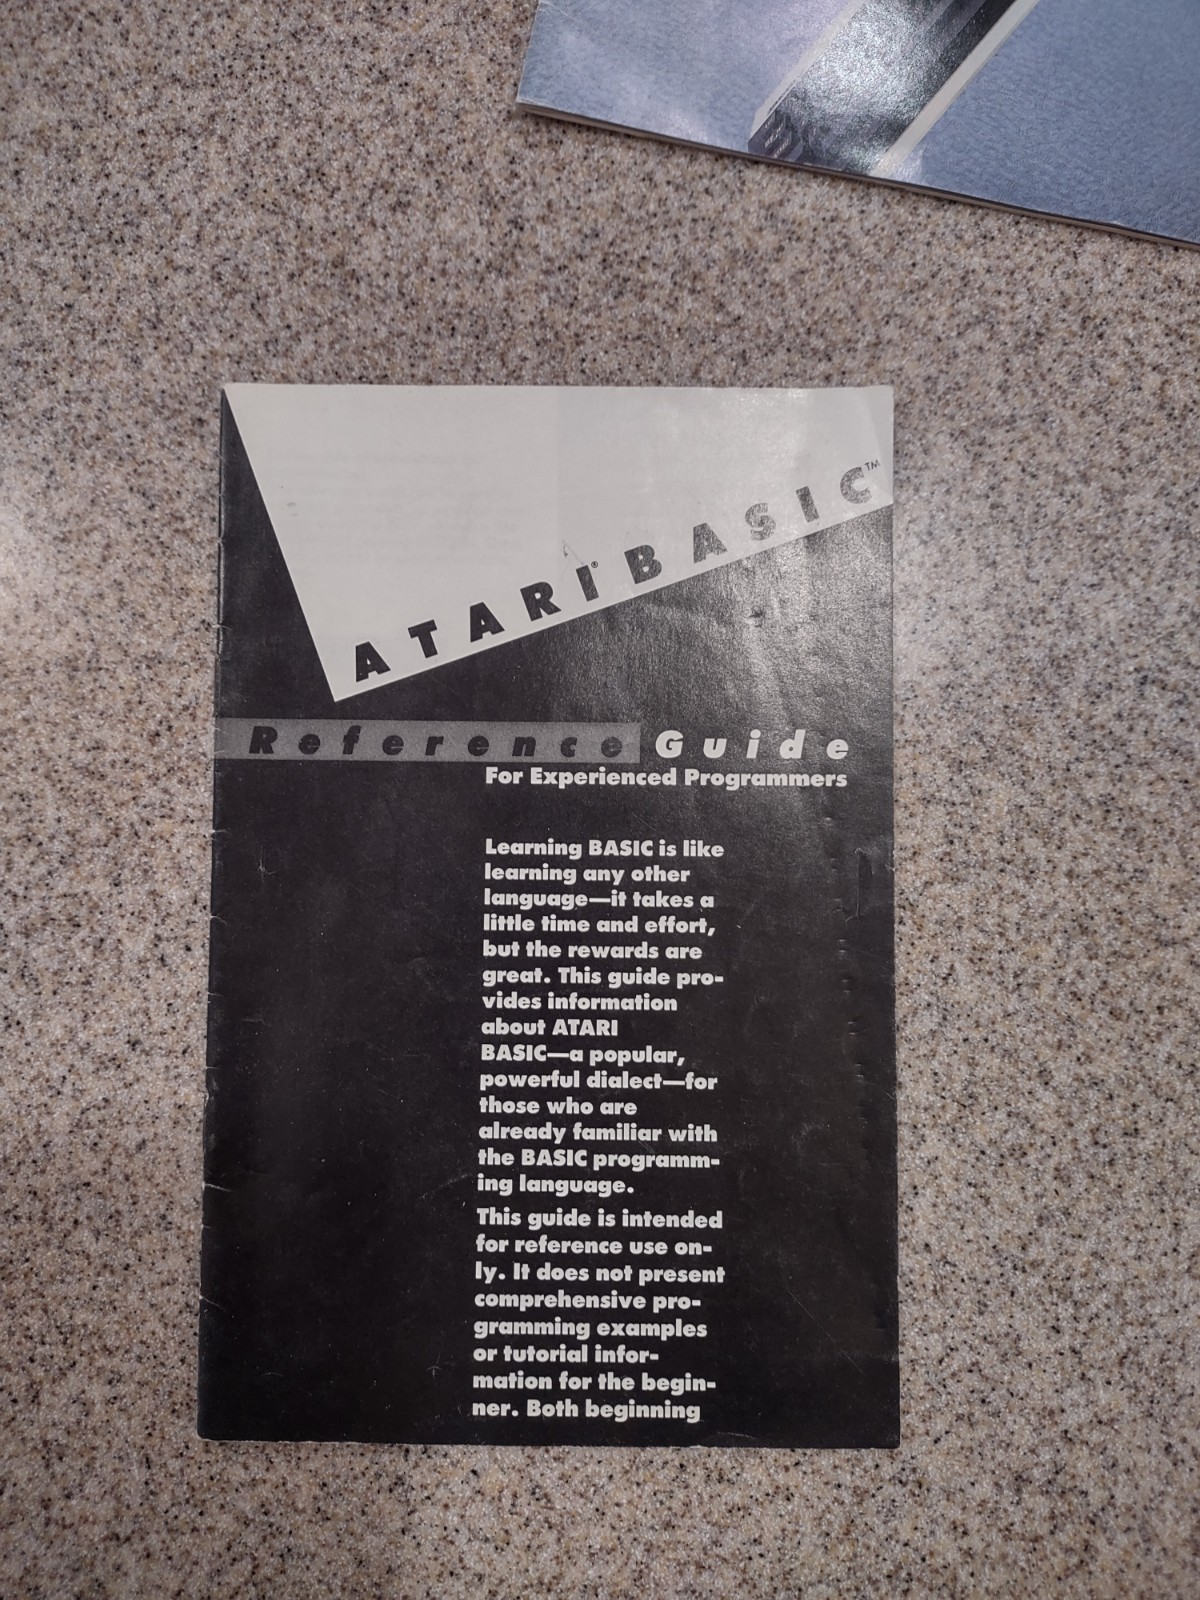 ATARI® BASIC™
Reference Guide
For Experienced Programmers
Learning BASIC is like
learning any other
language—it takes a
little time and effort,
but the rewards are
great. This guide pro-
vides information
about ATARI
BASIC—a popular,
powerful dialect—for
those who are
already familiar with
the BASIC programm-
ing language.
This guide is intended
for reference use on-
ly. It does not present
comprehensive pro-
gramming examples
or tutorial infor-
mation for the begin-
ner. Both beginning